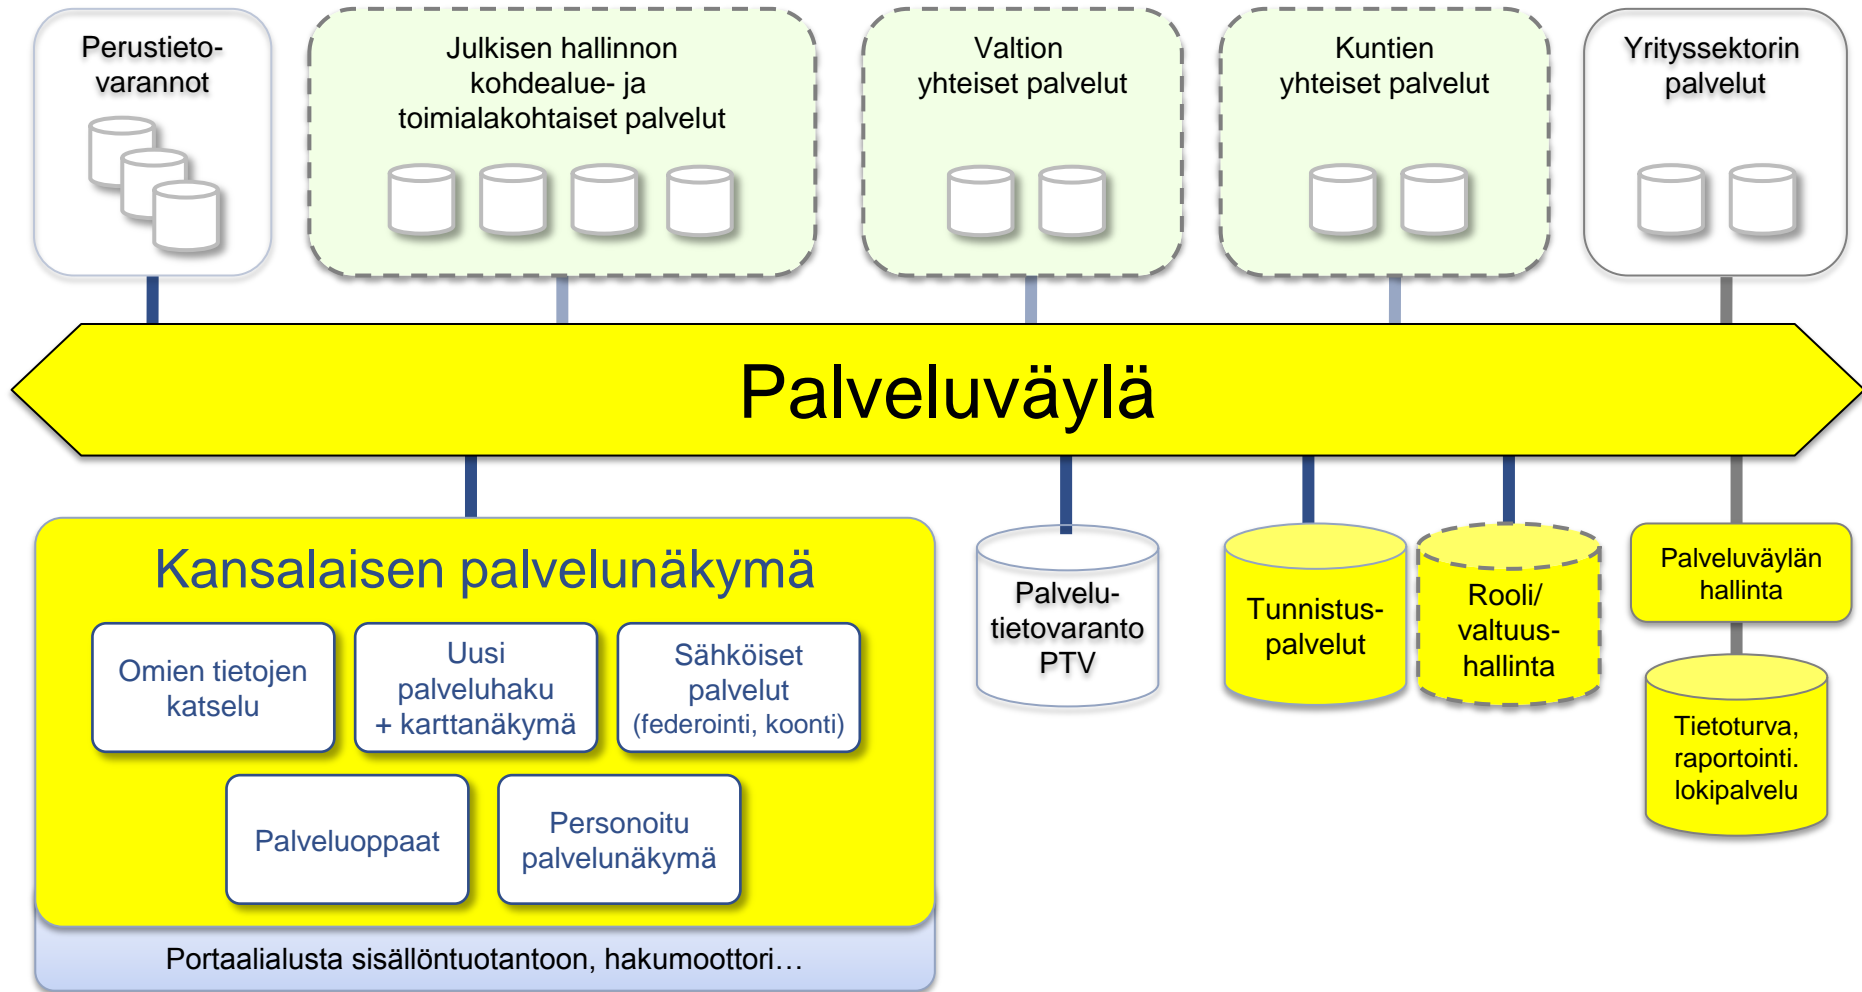 Perustieto-
varannot
Julkisen hallinnon
kohdealue- ja
toimialakohtaiset palvelut
Valtion
yhteiset palvelut
Kuntien
yhteiset palvelut
Yrityssektorin
palvelut
Palveluväylä
Kansalaisen palvelunäkymä
Omien tietojen
katselu
Uusi
palveluhaku
+ karttanäkymä
Sähköiset
palvelut
(federointi, koonti)
Palveluoppaat
Personoitu
palvelunäkymä
Portaalialusta sisällöntuotantoon, hakumoottori…
Palvelu-
tietovaranto
PTV
Tunnistus-
palvelut
Rooli/
valtuus-
hallinta
Palveluväylän
hallinta
Tietoturva,
raportointi.
lokipalvelu